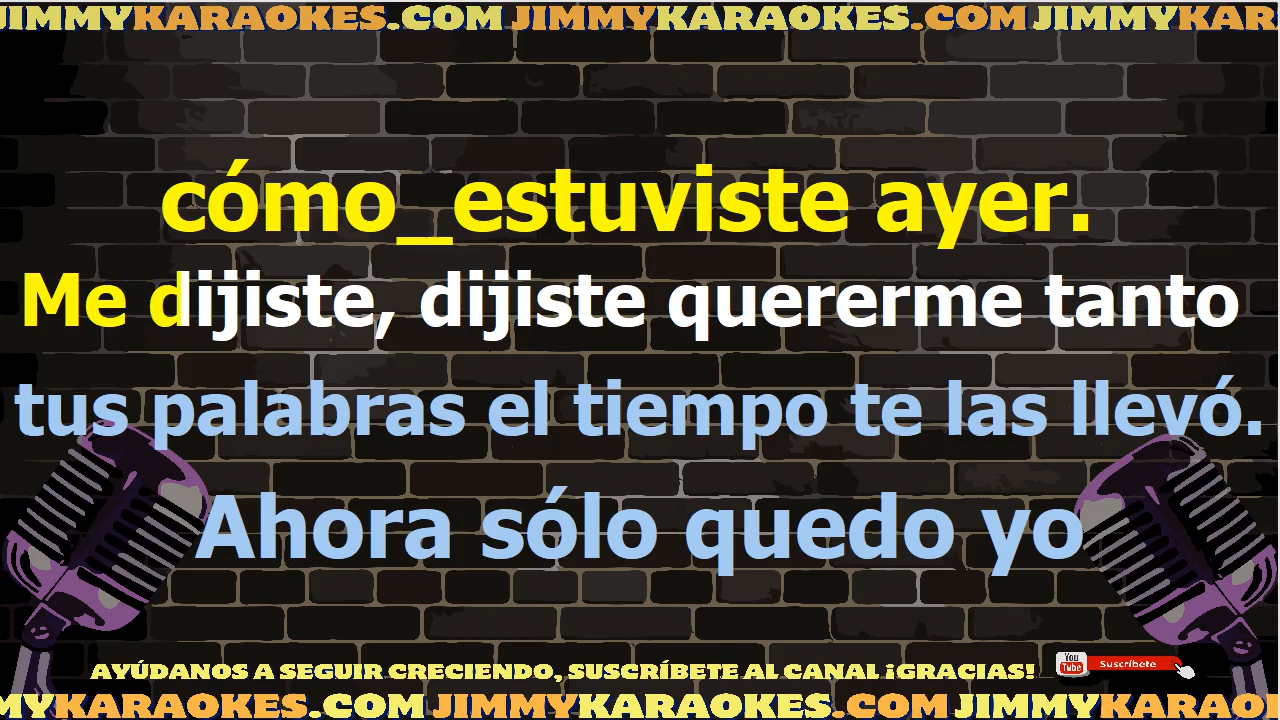 JIMMYKARAOKES.COM JIMMYKARAOKES.COM JIMMYKAR
cómo_estuviste ayer.
Me dijiste, dijiste quererme tanto
tus palabras el tiempo te las llevó.
Ahora sólo quedo yo
AYÚDANOS A SEGUIR CRECIENDO, SUSCRÍBETE AL CANAL ¡GRACIAS!
You Tube Suscríbete
MYKARAOKES.COM JIMMYKARAOKES.COM JIMMYKARAO